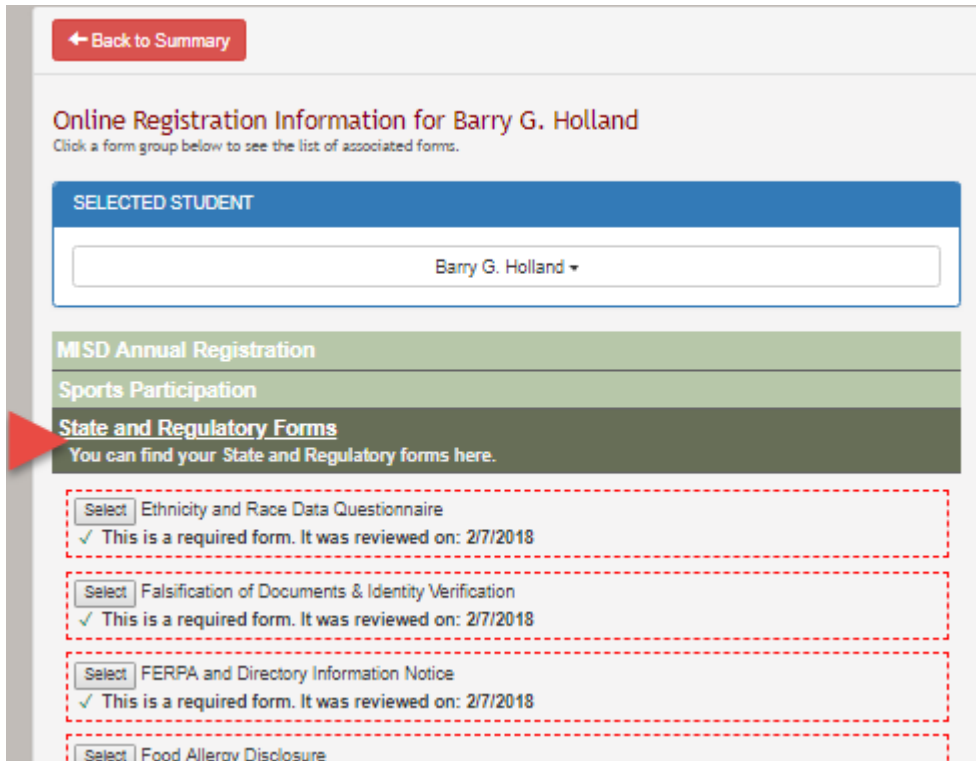 Back to Summary
Online Registration Information for Barry G. Holland
Click a form group below to see the list of associated forms.
SELECTED STUDENT
Barry G. Holland
MISD Annual Registration
Sports Participation
State and Regulatory Forms
You can find your State and Regulatory forms here.
Select Ethnicity and Race Data Questionnaire
✓ This is a required form. It was reviewed on: 2/7/2018
Select Falsification of Documents & Identity Verification
✓ This is a required form. It was reviewed on: 2/7/2018
Select FERPA and Directory Information Notice
✓ This is a required form. It was reviewed on: 2/7/2018
Select Food Allergy Disclosure